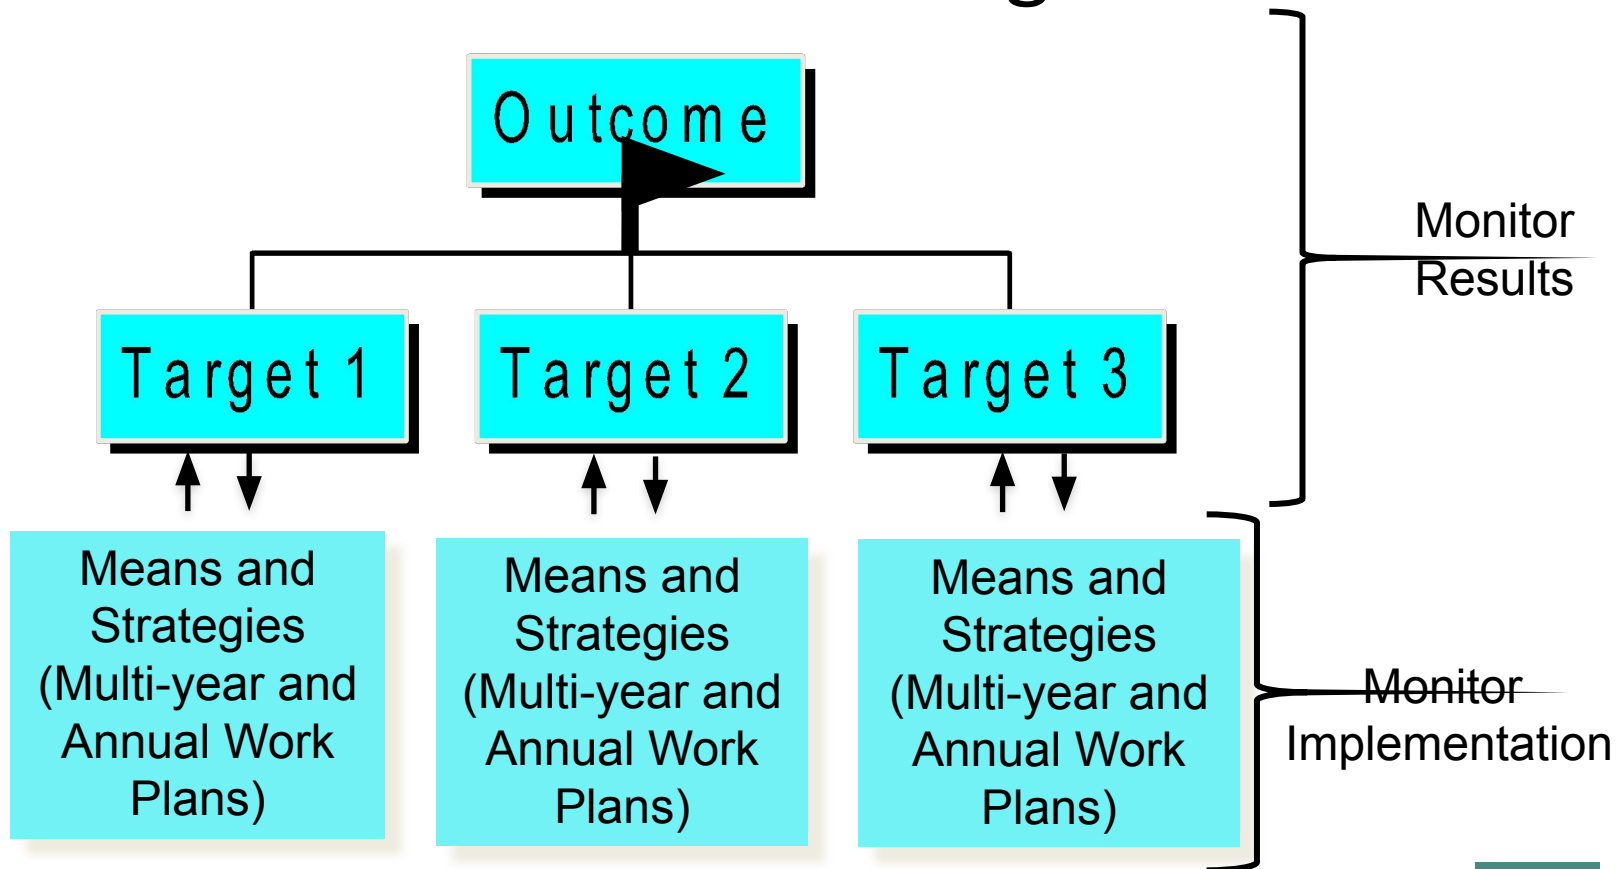 Outcome
Monitor
Results
Target 1
Target 2
Target 3
Means and
Strategies
(Multi-year and
Annual Work
Plans)
Means and
Strategies
(Multi-year and
Annual Work
Plans)
Means and
Strategies
(Multi-year and
Annual Work
Plans)
Monitor
Implementation